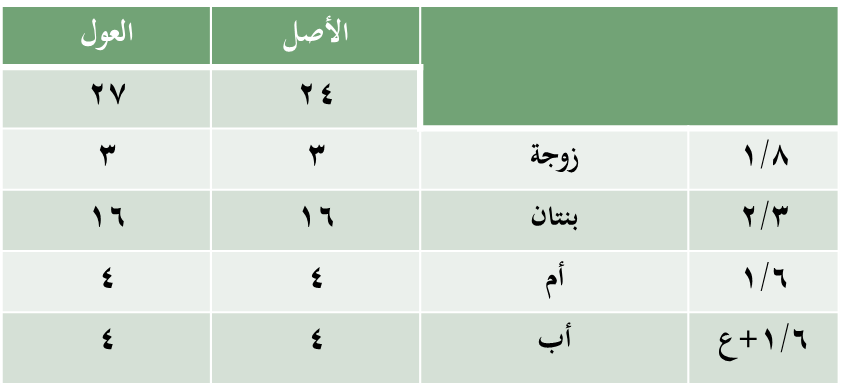 الأصل العول
٢٤ ٢٧
١/٨ زوجة ٣ ٣
٢/٣ بنتان ١٦ ١٦
١/٦ أم ٤ ٤
١/٦+ع أب ٤ ٤